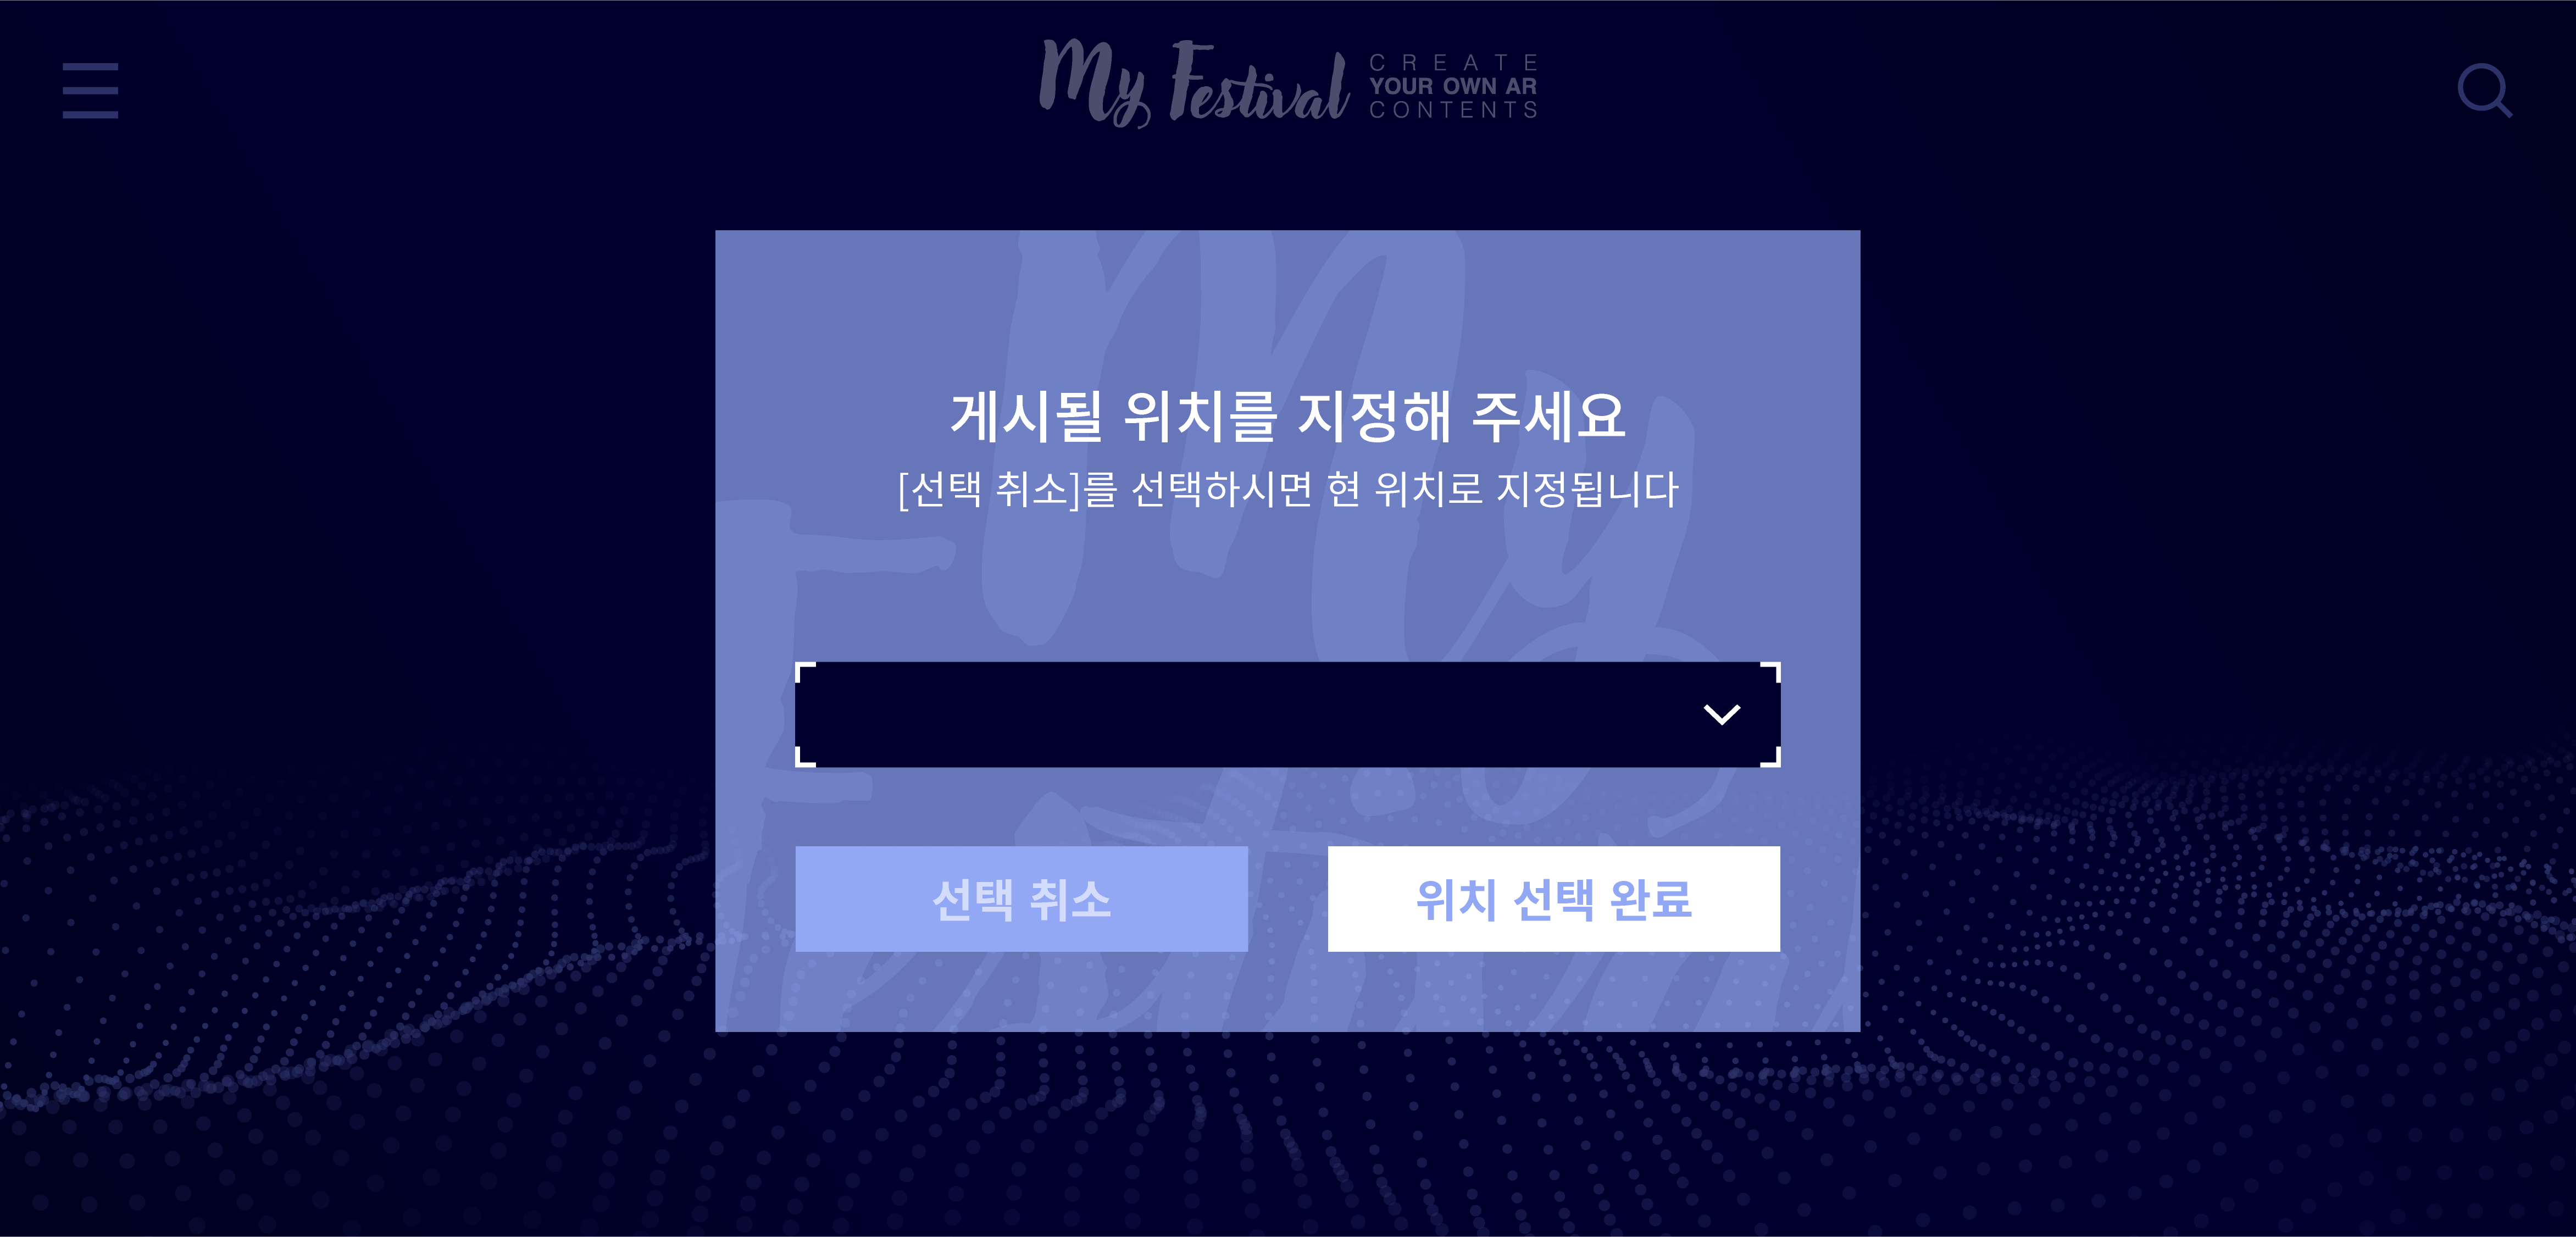 My Festival
CREATE
YOUR OWN AR
CONTENTS
게시될 위치를 지정해 주세요
[선택 취소]를 선택하시면 현 위치로 지정됩니다
선택 취소
위치 선택 완료